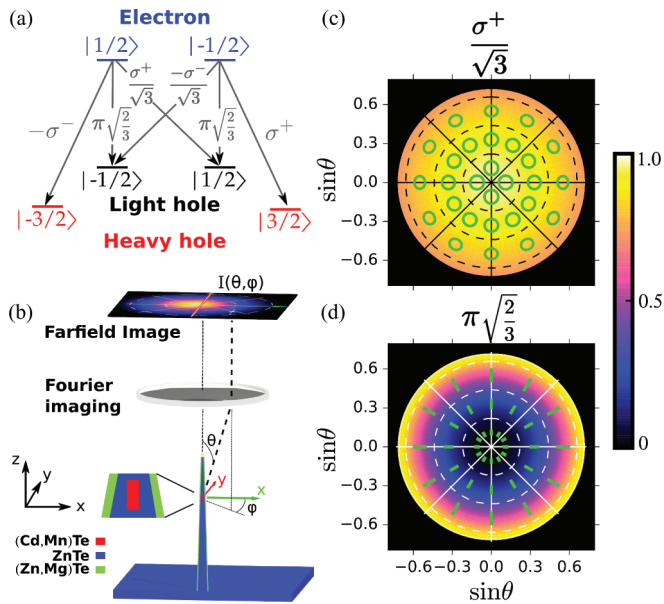 (a)
Electron
|1/2⟩ |-1/2⟩
σ⁺/√3 -σ⁻/√3
-σ⁻ π√(2/3) π√(2/3) σ⁺
|-1/2⟩ |1/2⟩
|-3/2⟩ Light hole |3/2⟩
Heavy hole
(b)
I(θ,φ)
Farfield Image
Fourier
imaging
θ
z
y
x
y
x
φ
(Cd,Mn)Te
ZnTe
(Zn,Mg)Te
(c)
σ⁺/√3
sinθ
0.6
0.3
0.0
−0.3
−0.6
(d)
π√(2/3)
sinθ
0.6
0.3
0.0
−0.3
−0.6
−0.6 −0.3 0.0 0.3 0.6
sinθ
1.0
0.5
0